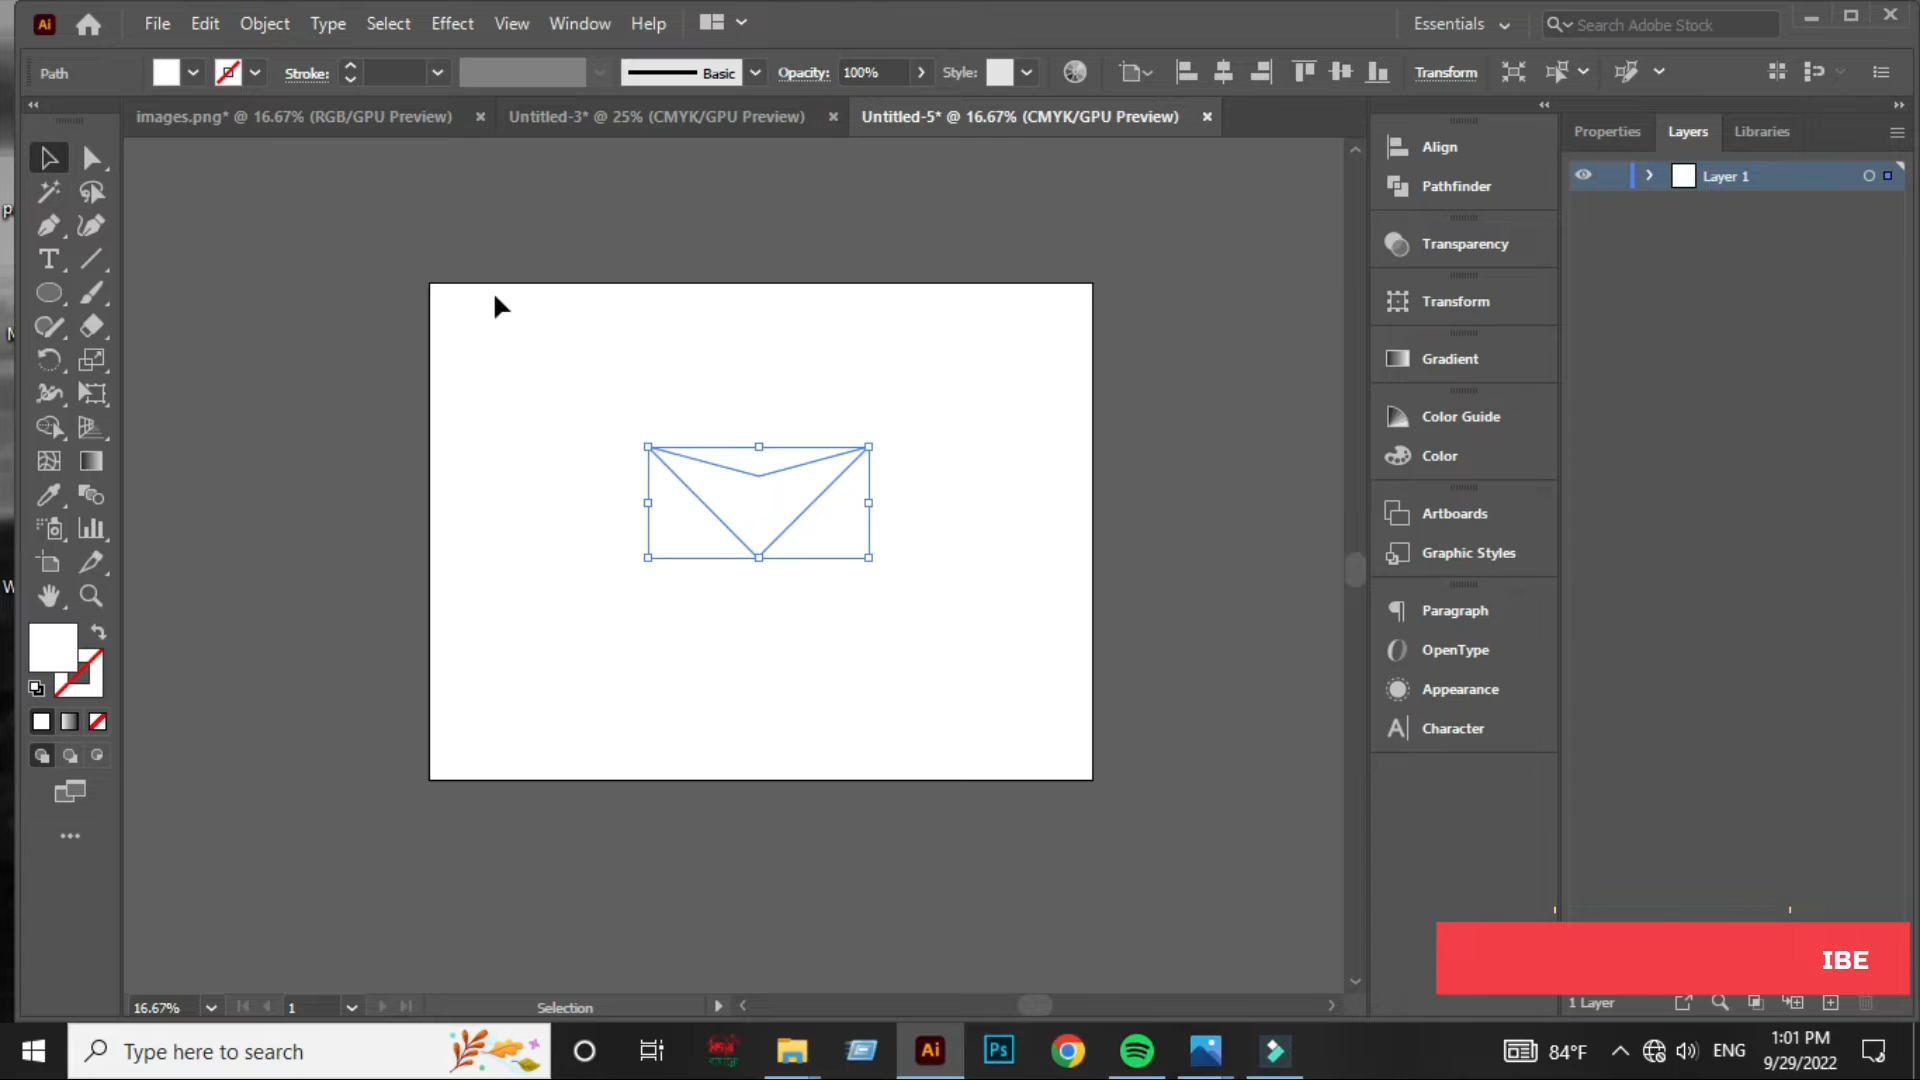 Ai File Edit Object Type Select Effect View Window Help Essentials Search Adobe Stock
Path Stroke: Basic Opacity: 100% Style: Transform
images.png* @ 16.67% (RGB/GPU Preview) Untitled-3* @ 25% (CMYK/GPU Preview) Untitled-5* @ 16.67% (CMYK/GPU Preview)
Properties Layers Libraries
Layer 1
Align
Pathfinder
Transparency
Transform
Gradient
Color Guide
Color
Artboards
Graphic Styles
Paragraph
OpenType
Appearance
Character
IBE
16.67% 1 Selection
1 Layer
Type here to search
Ai Ps
84°F ENG
1:01 PM
9/29/2022